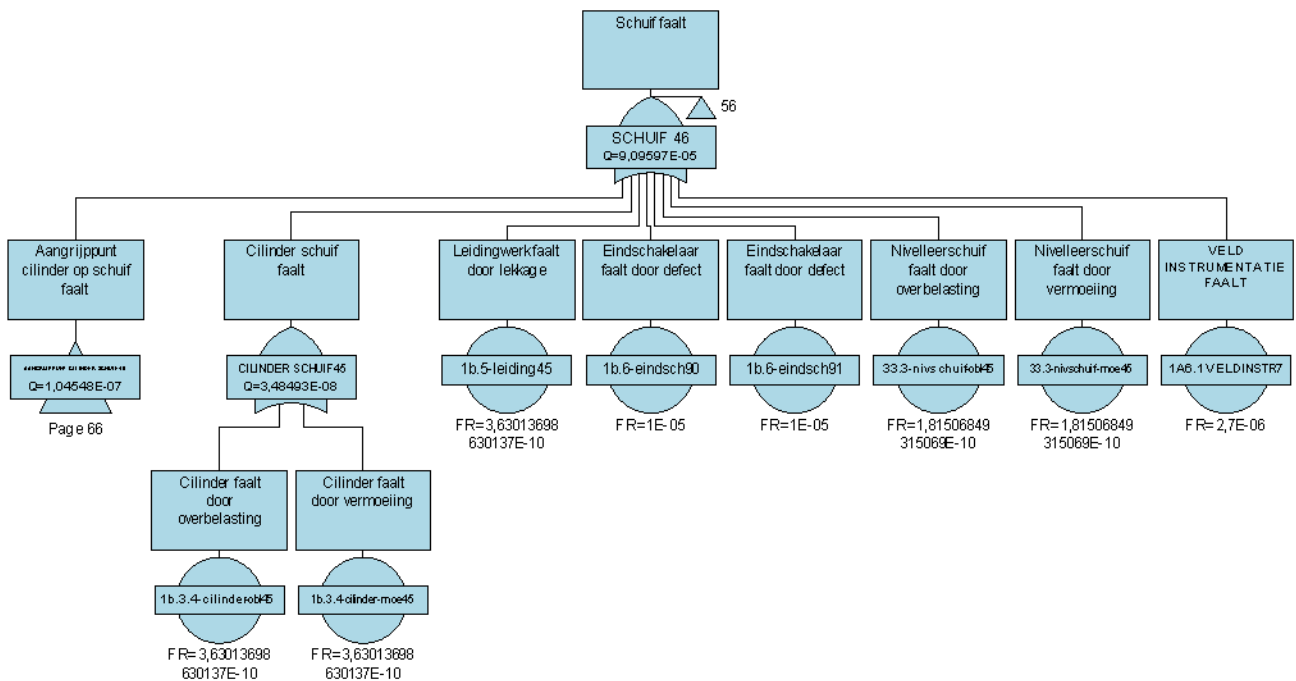 Schuif faalt
56
SCHUIF 46
Q=9,09597E-05
Aangrijppunt
cilinder op schuif
faalt
Cilinder schuif
faalt
Leidingwerkfaalt
door lekkage
Eindschakelaar
faalt door defect
Eindschakelaar
faalt door defect
Nivelleerschuif
faalt door
overbelasting
Nivelleerschuif
faalt door
vermoeiing
VELD
INSTRUMENTATIE
FAALT
Q=1,04548E-07
CILINDER SCHUIF45
Q=3,48493E-08
1b.5-leiding45
1b.6-eindsch90
1b.6-eindsch91
33.3-nivschuifobl45
33.3-nivschuif-moe45
1A6.1VELDINSTR7
Page 66
FR=3,63013698
630137E-10
FR=1E-05
FR=1E-05
FR=1,81506849
315069E-10
FR=1,81506849
315069E-10
FR=2,7E-06
Cilinder faalt
door
overbelasting
Cilinder faalt
door vermoeiing
1b.3.4-cilinderobl45
1b.3.4-cilinder-moe45
FR=3,63013698
630137E-10
FR=3,63013698
630137E-10